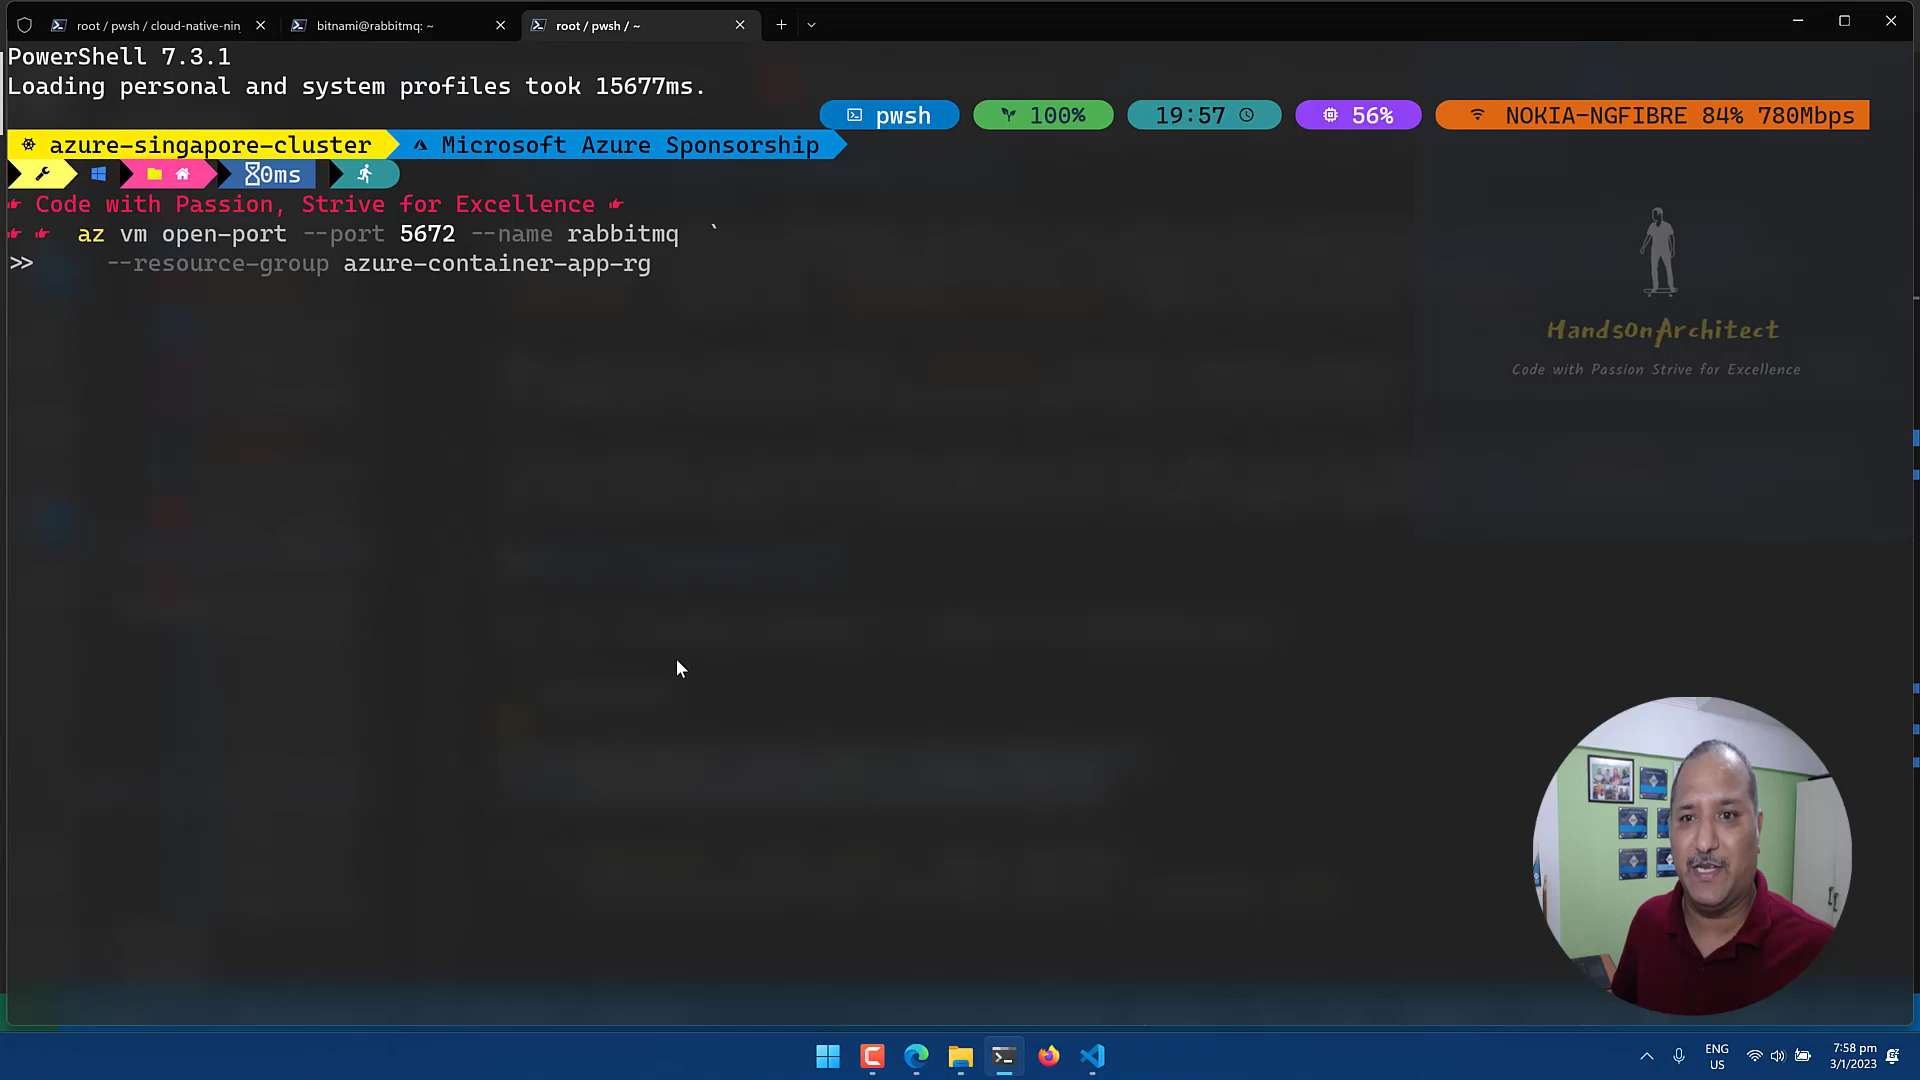 root / pwsh / cloud-native-nin
bitnami@rabbitmq: ~
root / pwsh / ~
PowerShell 7.3.1
Loading personal and system profiles took 15677ms.
pwsh 100% 19:57 56% NOKIA-NGFIBRE 84% 780Mbps
azure-singapore-cluster Microsoft Azure Sponsorship
0ms
Code with Passion, Strive for Excellence
az vm open-port --port 5672 --name rabbitmq `
>> --resource-group azure-container-app-rg
HandsOnArchitect
Code with Passion Strive for Excellence
ENG
US
7:58 pm
3/1/2023